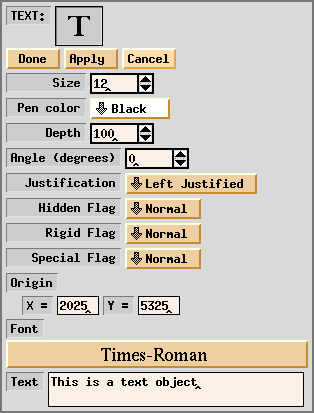 TEXT: T
Done Apply Cancel
Size 12
Pen color Black
Depth 100
Angle (degrees) 0
Justification Left Justified
Hidden Flag Normal
Rigid Flag Normal
Special Flag Normal
Origin
X = 2025 Y = 5325
Font
Times-Roman
Text This is a text object